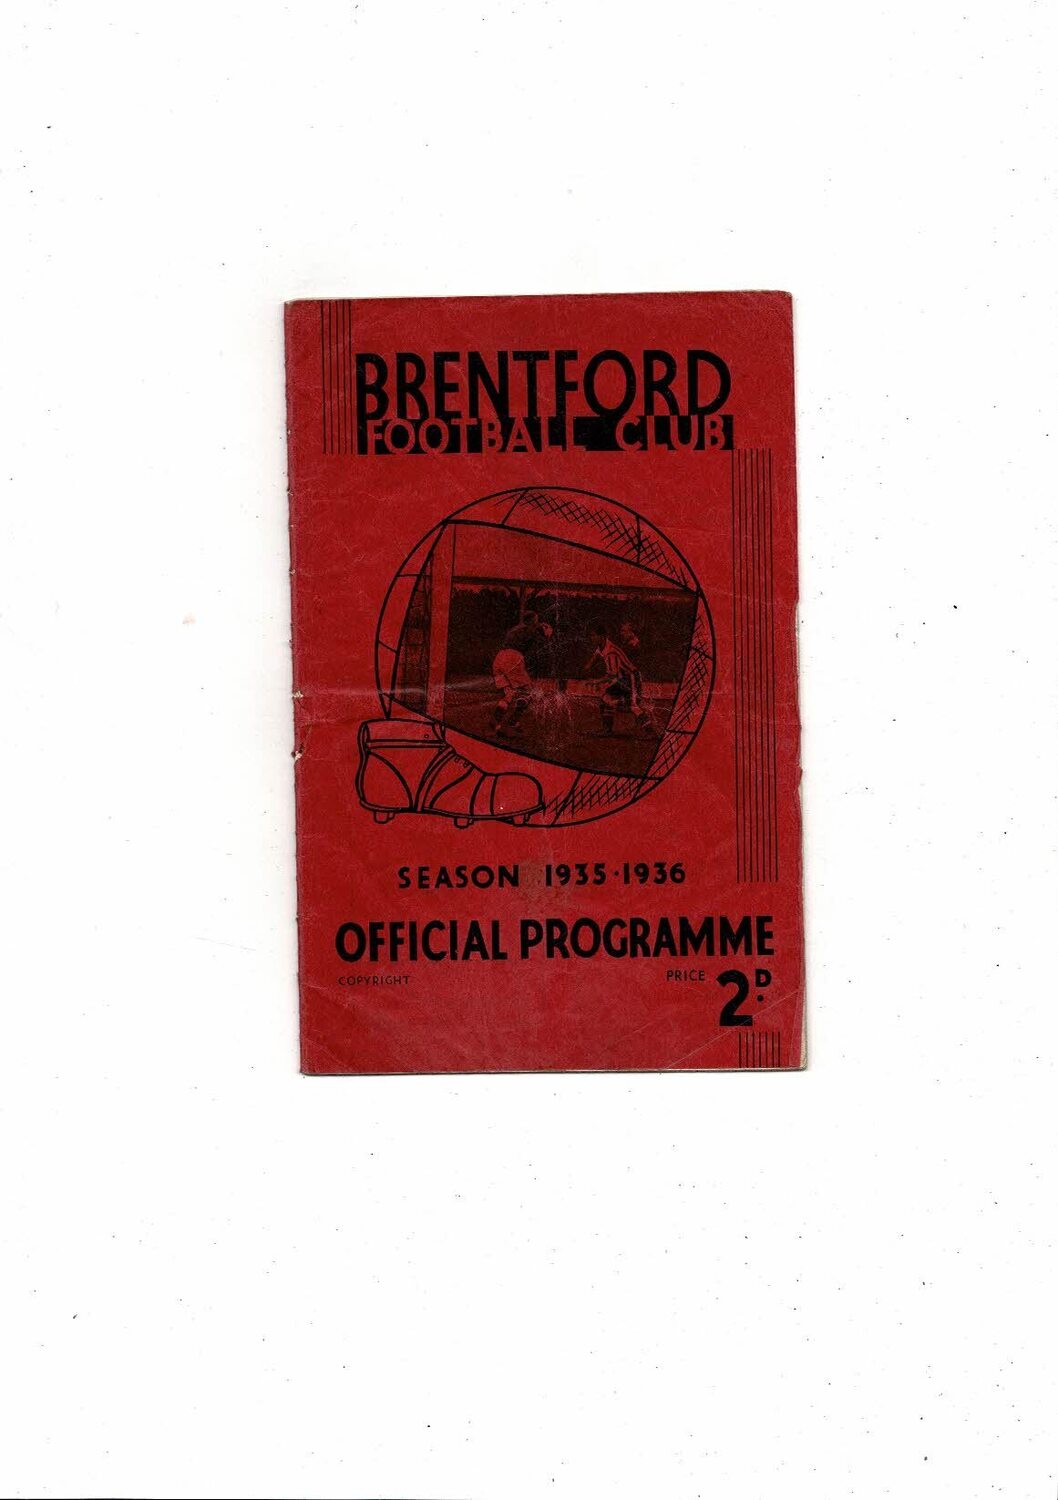 BRENTFORD
FOOTBALL CLUB
SEASON 1935·1936
OFFICIAL PROGRAMME
COPYRIGHT
PRICE 2D.